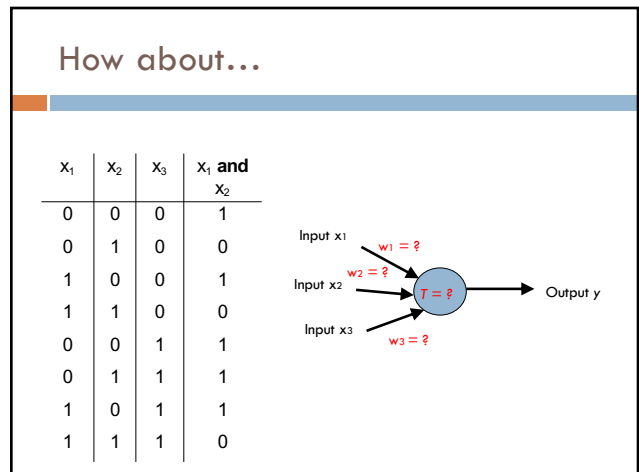 How about...
x1 x2 x3 x1 and x2
0 0 0 1
0 1 0 0
1 0 0 1
1 1 0 0
0 0 1 1
0 1 1 1
1 0 1 1
1 1 1 0
Input x1
w1 = ?
w2 = ?
Input x2
T = ?
Output y
Input x3
w3 = ?